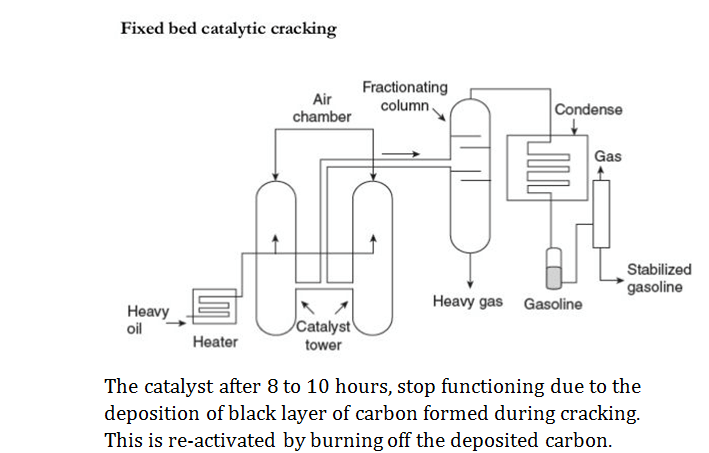 Fixed bed catalytic cracking
Air
chamber
Fractionating
column
Condense
Gas
Stabilized
gasoline
Heavy gas
Gasoline
Heavy
oil
Heater
Catalyst
tower
The catalyst after 8 to 10 hours, stop functioning due to the
deposition of black layer of carbon formed during cracking.
This is re-activated by burning off the deposited carbon.